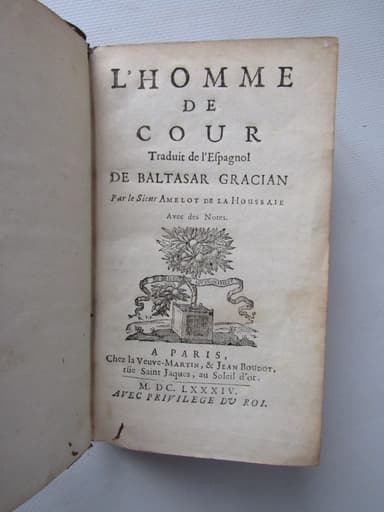 L'HOMME
DE
COUR
Traduit de l'Espagnol
DE BALTASAR GRACIAN
Par le Sieur AMELOT DE LA HOUSSAIE
Avec des Notes.
A PARIS,
Chez la Veuve-MARTIN, & JEAN BOUDOT,
rüe Saint Jaques, au Soleil d'or.
M. DC. LXXXIV.
AVEC PRIVILEGE DU ROI.